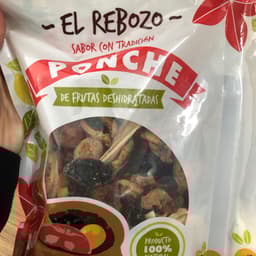 EL REBOZO
SABOR CON TRADICIÓN
PONCHE
DE FRUTAS DESHIDRATADAS
PRODUCTO
100%